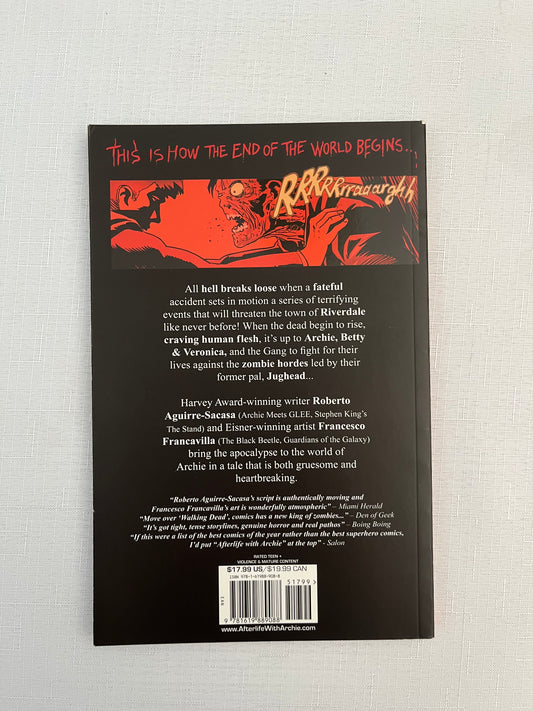 THIS IS HOW THE END OF THE WORLD BEGINS...
RRRRRrraaarghh
All hell breaks loose when a fateful
accident sets in motion a series of terrifying
events that will threaten the town of Riverdale
like never before! When the dead begin to rise,
craving human flesh, it's up to Archie, Betty
& Veronica, and the Gang to fight for their
lives against the zombie hordes led by their
former pal, Jughead...
Harvey Award-winning writer Roberto
Aguirre-Sacasa (Archie Meets GLEE, Stephen King's
The Stand) and Eisner-winning artist Francesco
Francavilla (The Black Beetle, Guardians of the Galaxy)
bring the apocalypse to the world of
Archie in a tale that is both gruesome and
heartbreaking.
"Roberto Aguirre-Sacasa's script is authentically moving and
Francesco Francavilla's art is wonderfully atmospheric" – Miami Herald
"Move over 'Walking Dead', comics has a new king of zombies..." – Den of Geek
"It's got tight, tense storylines, genuine horror and real pathos" – Boing Boing
"If this were a list of the best comics of the year rather than the best superhero comics,
I'd put "Afterlife with Archie" at the top" - Salon
RATED TEEN +
VIOLENCE & MATURE CONTENT
$17.99 US/$19.99 CAN
ISBN 978-1-61988-908-8
51799
9 781619 889088
www.AfterlifeWithArchie.com